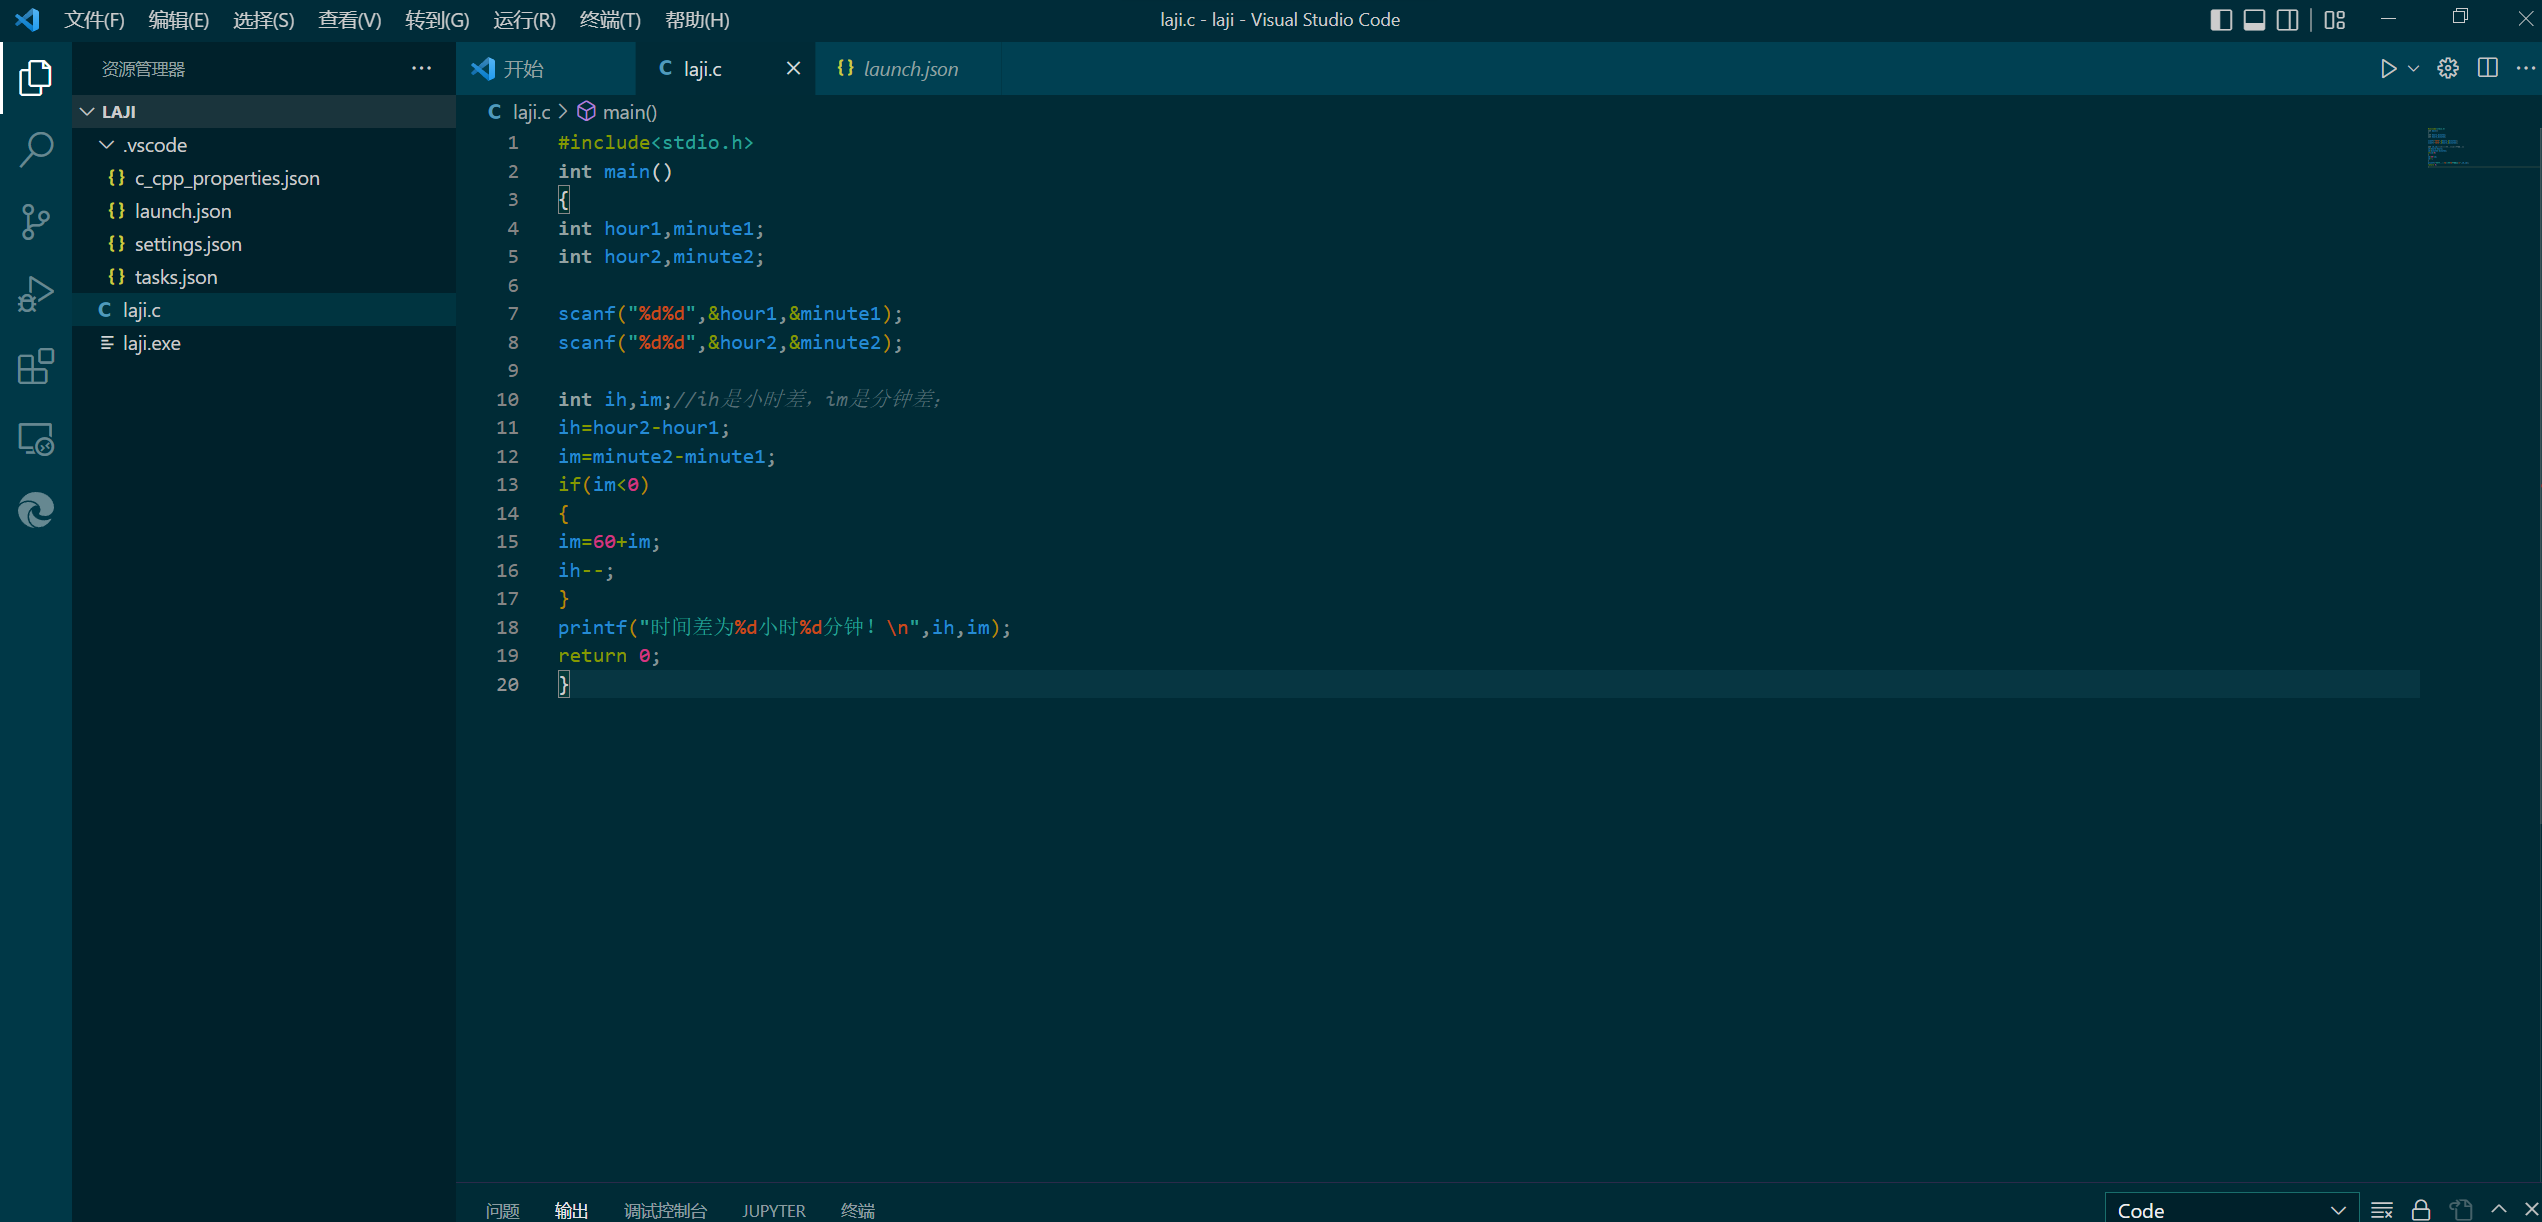 文件(F) 编辑(E) 选择(S) 查看(V) 转到(G) 运行(R) 终端(T) 帮助(H) laji.c - laji - Visual Studio Code
资源管理器
LAJI
.vscode
{} c_cpp_properties.json
{} launch.json
{} settings.json
{} tasks.json
C laji.c
laji.exe
开始 C laji.c {} launch.json
C laji.c > main()
1 #include<stdio.h>
2 int main()
3 {
4 int hour1,minute1;
5 int hour2,minute2;
6
7 scanf("%d%d",&hour1,&minute1);
8 scanf("%d%d",&hour2,&minute2);
9
10 int ih,im;//ih是小时差，im是分钟差;
11 ih=hour2-hour1;
12 im=minute2-minute1;
13 if(im<0)
14 {
15 im=60+im;
16 ih--;
17 }
18 printf("时间差为%d小时%d分钟！\n",ih,im);
19 return 0;
20 }
问题 输出 调试控制台 JUPYTER 终端 Code